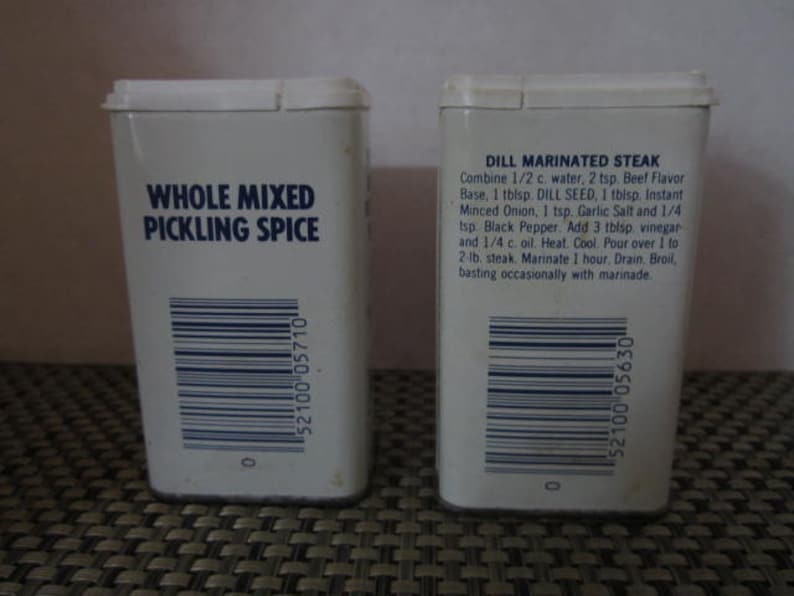 WHOLE MIXED
PICKLING SPICE
52100 05710
0
DILL MARINATED STEAK
Combine 1/2 c. water, 2 tsp. Beef Flavor
Base, 1 tblsp. DILL SEED, 1 tblsp. Instant
Minced Onion, 1 tsp. Garlic Salt and 1/4
tsp. Black Pepper. Add 3 tblsp. vinegar
and 1/4 c. oil. Heat. Cool. Pour over 1 to
2-lb. steak. Marinate 1 hour. Drain. Broil,
basting occasionally with marinade.
52100 05630
0